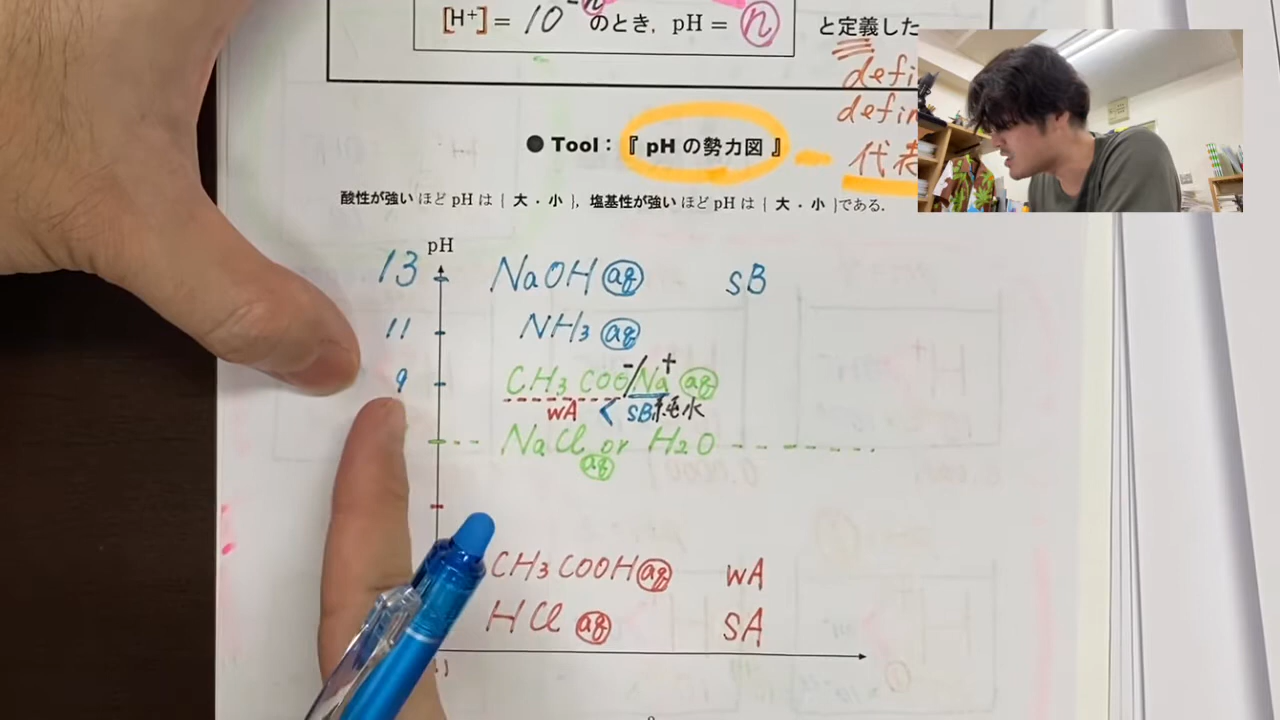 [H⁺] = 10⁻ⁿ のとき, pH = n と定義した
defi
defin
● Tool：『 pH の勢力図 』
代表
酸性が強い ほど pH は { 大・小 }, 塩基性が強い ほど pH は { 大・小 }である.
pH
13 NaOH aq sB
11 NH₃ aq
9 CH₃COO⁻/Na⁺ aq
wA < sB 純水
NaCl aq or H₂O
CH₃COOH aq wA
HCl aq sA